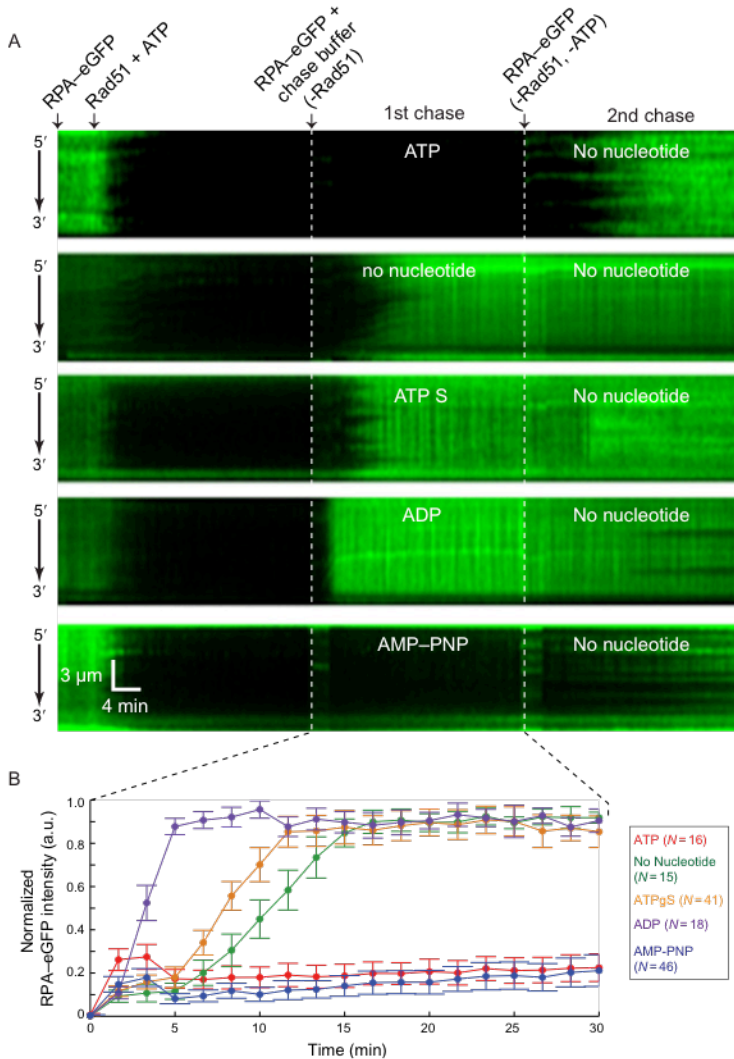 A
RPA–eGFP
Rad51 + ATP
RPA–eGFP +
chase buffer
(-Rad51)
RPA–eGFP
(-Rad51, -ATP)
1st chase
2nd chase
5′
3′
ATP
No nucleotide
5′
3′
no nucleotide
No nucleotide
5′
3′
ATP S
No nucleotide
5′
3′
ADP
No nucleotide
5′
3′
AMP–PNP
No nucleotide
3 μm
4 min
B
Normalized
RPA–eGFP intensity (a.u.)
1.0
0.8
0.6
0.4
0.2
0
0
5
10
15
20
25
30
Time (min)
ATP (N=16)
No Nucleotide
(N=15)
ATPgS (N=41)
ADP (N=18)
AMP-PNP
(N=46)